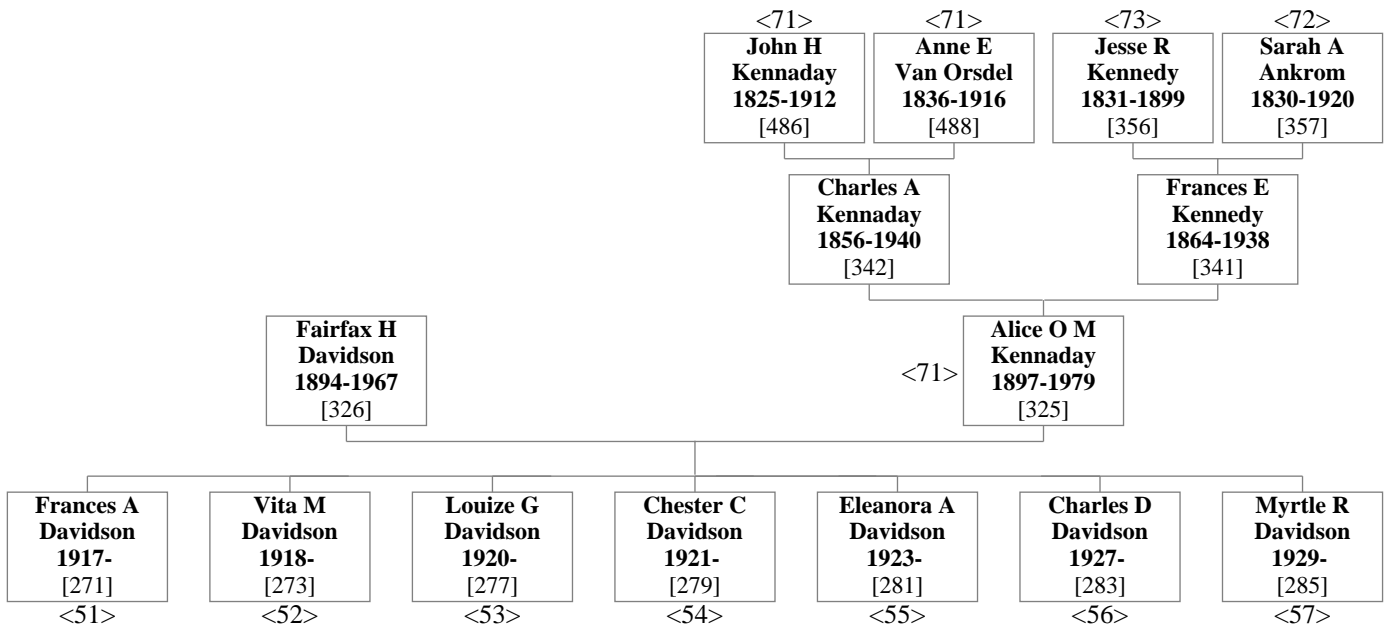 <71>
John H
Kennaday
1825-1912
[486]
<71>
Anne E
Van Orsdel
1836-1916
[488]
<73>
Jesse R
Kennedy
1831-1899
[356]
<72>
Sarah A
Ankrom
1830-1920
[357]
Charles A
Kennaday
1856-1940
[342]
Frances E
Kennedy
1864-1938
[341]
Fairfax H
Davidson
1894-1967
[326]
<71>
Alice O M
Kennaday
1897-1979
[325]
Frances A
Davidson
1917-
[271]
<51>
Vita M
Davidson
1918-
[273]
<52>
Louize G
Davidson
1920-
[277]
<53>
Chester C
Davidson
1921-
[279]
<54>
Eleanora A
Davidson
1923-
[281]
<55>
Charles D
Davidson
1927-
[283]
<56>
Myrtle R
Davidson
1929-
[285]
<57>